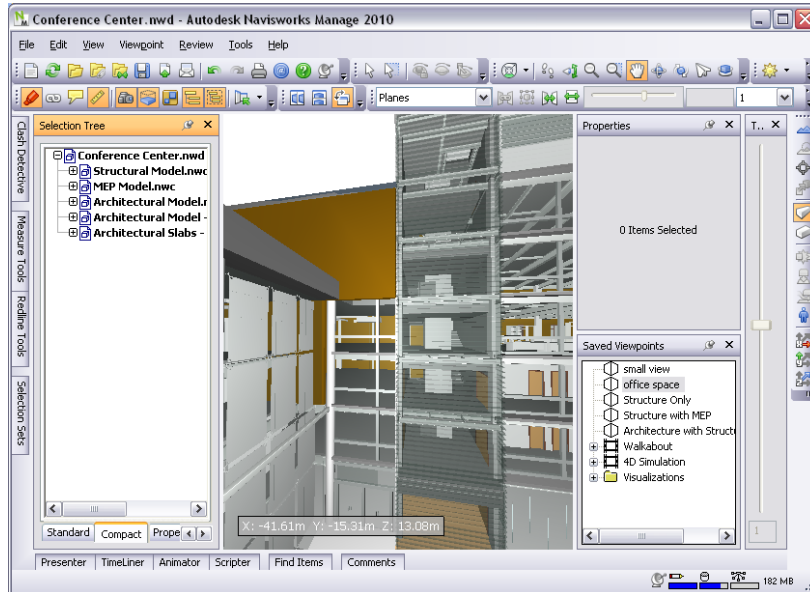 Conference Center.nwd - Autodesk Navisworks Manage 2010
File Edit View Viewpoint Review Tools Help
Planes
1
Clash Detective
Measure Tools
Redline Tools
Selection Sets
Selection Tree
Conference Center.nwd
Structural Model.nwc
MEP Model.nwc
Architectural Model.r
Architectural Model -
Architectural Slabs -
Standard Compact Prope
X: -41.61m Y: -15.31m Z: 13.08m
Properties
0 Items Selected
Saved Viewpoints
small view
office space
Structure Only
Structure with MEP
Architecture with Struct
Walkabout
4D Simulation
Visualizations
T..
1
Presenter TimeLiner Animator Scripter Find Items Comments
182 MB